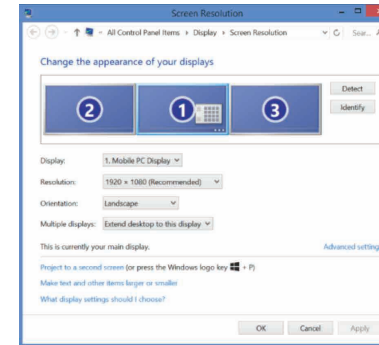 Screen Resolution
All Control Panel Items › Display › Screen Resolution
Sear...
Change the appearance of your displays
2
1
3
Detect
Identify
Display: 1. Mobile PC Display
Resolution: 1920 × 1080 (Recommended)
Orientation: Landscape
Multiple displays: Extend desktop to this display
This is currently your main display.
Advanced setting
Project to a second screen (or press the Windows logo key + P)
Make text and other items larger or smaller
What display settings should I choose?
OK Cancel Apply